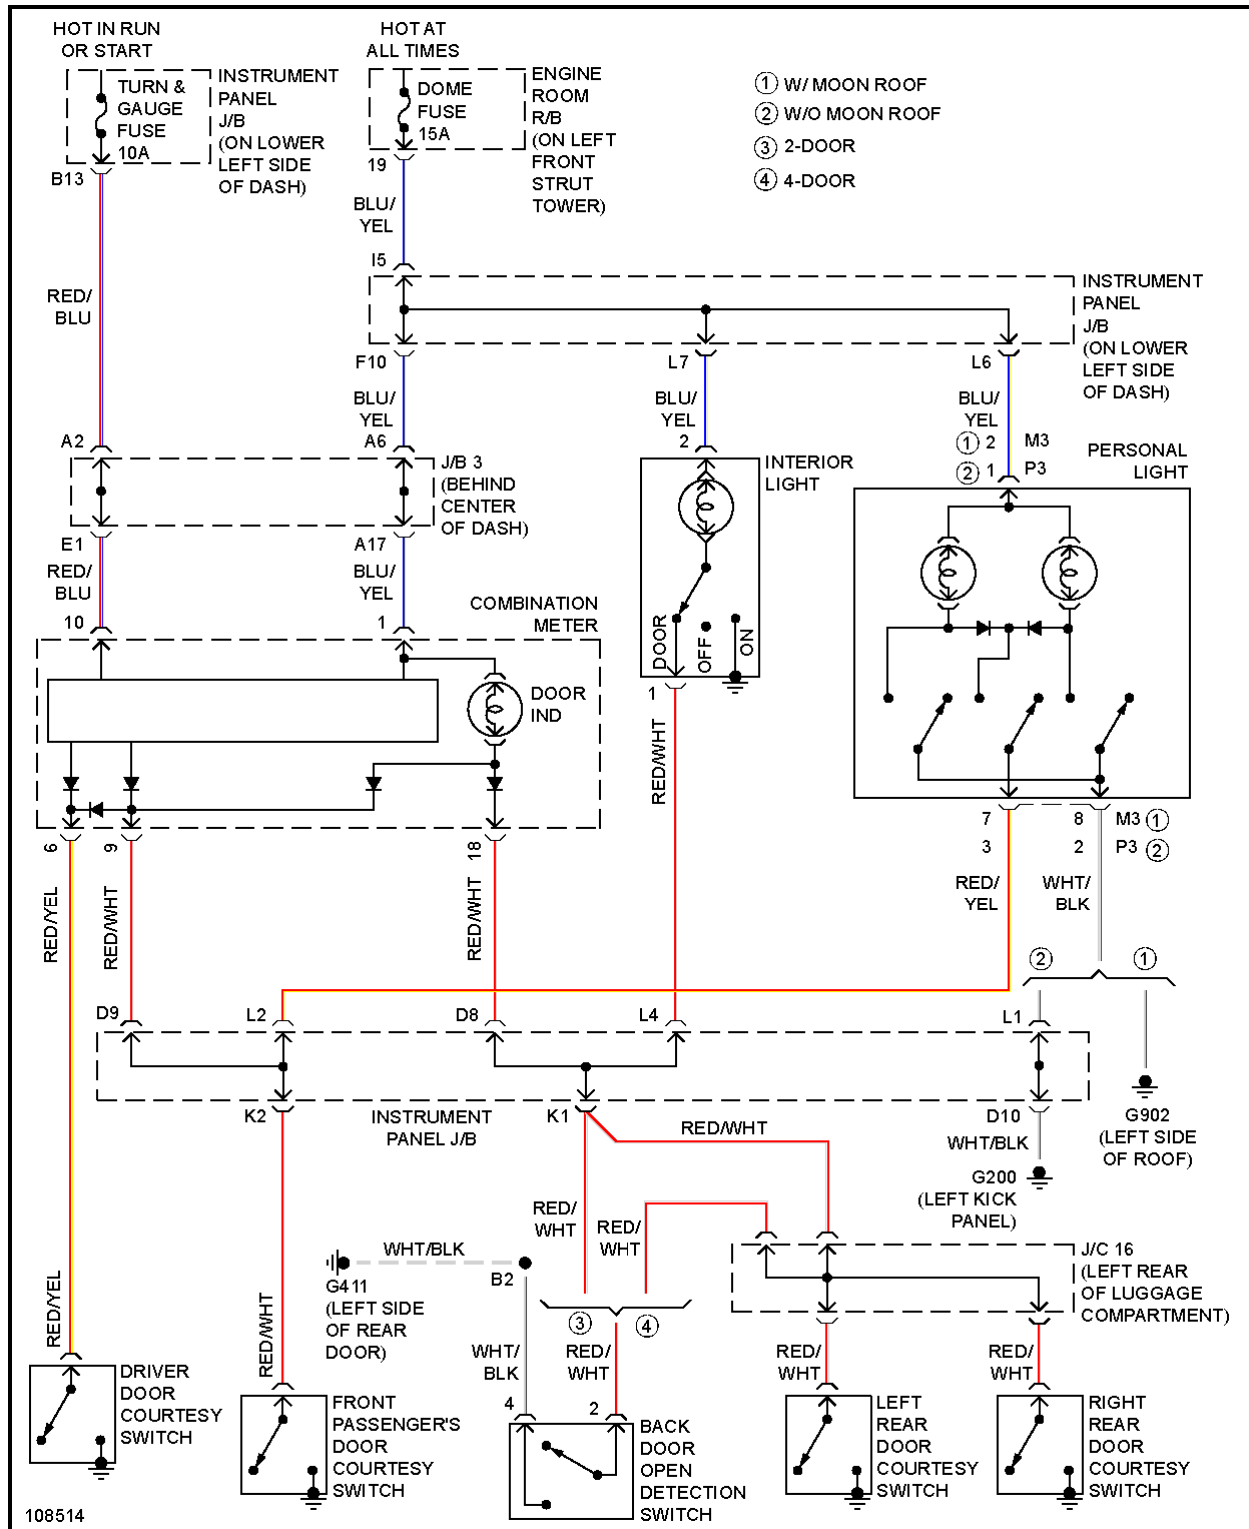 HOT IN RUN
OR START
HOT AT
ALL TIMES
TURN &
GAUGE
FUSE
10A
INSTRUMENT
PANEL
J/B
(ON LOWER
LEFT SIDE
OF DASH)
DOME
FUSE
15A
ENGINE
ROOM
R/B
(ON LEFT
FRONT
STRUT
TOWER)
1 W/ MOON ROOF
2 W/O MOON ROOF
3 2-DOOR
4 4-DOOR
B13
19
BLU/
YEL
I5
RED/
BLU
INSTRUMENT
PANEL
J/B
(ON LOWER
LEFT SIDE
OF DASH)
F10
L7
L6
BLU/
YEL
BLU/
YEL
BLU/
YEL
A2
A6
2
1 2 M3
2 1 P3
J/B 3
(BEHIND
CENTER
OF DASH)
INTERIOR
LIGHT
PERSONAL
LIGHT
E1
A17
RED/
BLU
BLU/
YEL
10
1
COMBINATION
METER
DOOR
OFF
ON
DOOR
IND
1
RED/WHT
6
9
18
7 8 M3 1
3 2 P3 2
RED/YEL
RED/WHT
RED/WHT
RED/
YEL
WHT/
BLK
2
1
D9
L2
D8
L4
L1
K2
INSTRUMENT
PANEL J/B
K1
D10
RED/WHT
WHT/BLK
G902
(LEFT SIDE
OF ROOF)
G200
(LEFT KICK
PANEL)
RED/
WHT
RED/
WHT
WHT/BLK
B2
G411
(LEFT SIDE
OF REAR
DOOR)
J/C 16
(LEFT REAR
OF LUGGAGE
COMPARTMENT)
3
4
RED/YEL
RED/WHT
WHT/
BLK
RED/
WHT
RED/
WHT
RED/
WHT
4
2
DRIVER
DOOR
COURTESY
SWITCH
FRONT
PASSENGER'S
DOOR
COURTESY
SWITCH
BACK
DOOR
OPEN
DETECTION
SWITCH
LEFT
REAR
DOOR
COURTESY
SWITCH
RIGHT
REAR
DOOR
COURTESY
SWITCH
108514